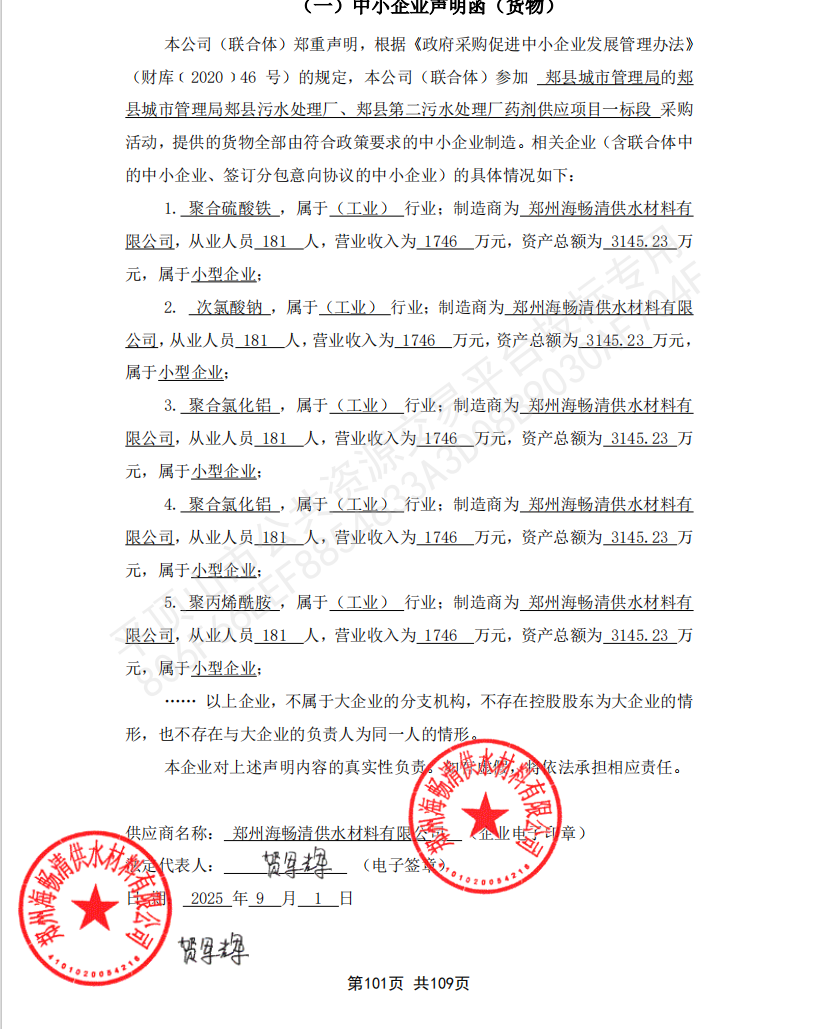 （一）中小企业声明函（货物）
本公司（联合体）郑重声明，根据《政府采购促进中小企业发展管理办法》
（财库﹝2020﹞46 号）的规定，本公司（联合体）参加 郏县城市管理局的郏
县城市管理局郏县污水处理厂、郏县第二污水处理厂药剂供应项目一标段 采购
活动，提供的货物全部由符合政策要求的中小企业制造。相关企业（含联合体中
的中小企业、签订分包意向协议的中小企业）的具体情况如下：
1. 聚合硫酸铁 ，属于（工业） 行业；制造商为 郑州海畅清供水材料有
限公司，从业人员 181 人，营业收入为 1746 万元，资产总额为 3145.23 万
元，属于小型企业；
2. 次氯酸钠 ，属于（工业） 行业；制造商为 郑州海畅清供水材料有限
公司，从业人员 181 人，营业收入为 1746 万元，资产总额为 3145.23 万元，
属于小型企业；
3. 聚合氯化铝 ，属于（工业） 行业；制造商为 郑州海畅清供水材料有
限公司，从业人员 181 人，营业收入为 1746 万元，资产总额为 3145.23 万
元，属于小型企业；
4. 聚合氯化铝 ，属于（工业） 行业；制造商为 郑州海畅清供水材料有
限公司，从业人员 181 人，营业收入为 1746 万元，资产总额为 3145.23 万
元，属于小型企业；
5. 聚丙烯酰胺 ，属于（工业） 行业；制造商为 郑州海畅清供水材料有
限公司，从业人员 181 人，营业收入为 1746 万元，资产总额为 3145.23 万
元，属于小型企业；
…… 以上企业，不属于大企业的分支机构，不存在控股股东为大企业的情
形，也不存在与大企业的负责人为同一人的情形。
本企业对上述声明内容的真实性负责。如有虚假，将依法承担相应责任。
郑州海畅清供水材料有限公司
4101020084216
供应商名称： 郑州海畅清供水材料有限公司 （企业电子印章）
法定代表人： （电子签章）
日 期： 2025 年 9 月 1 日
郑州海畅清供水材料有限公司
4101020084216
第101页 共109页
平顶山市公共资源交易平台投标专用